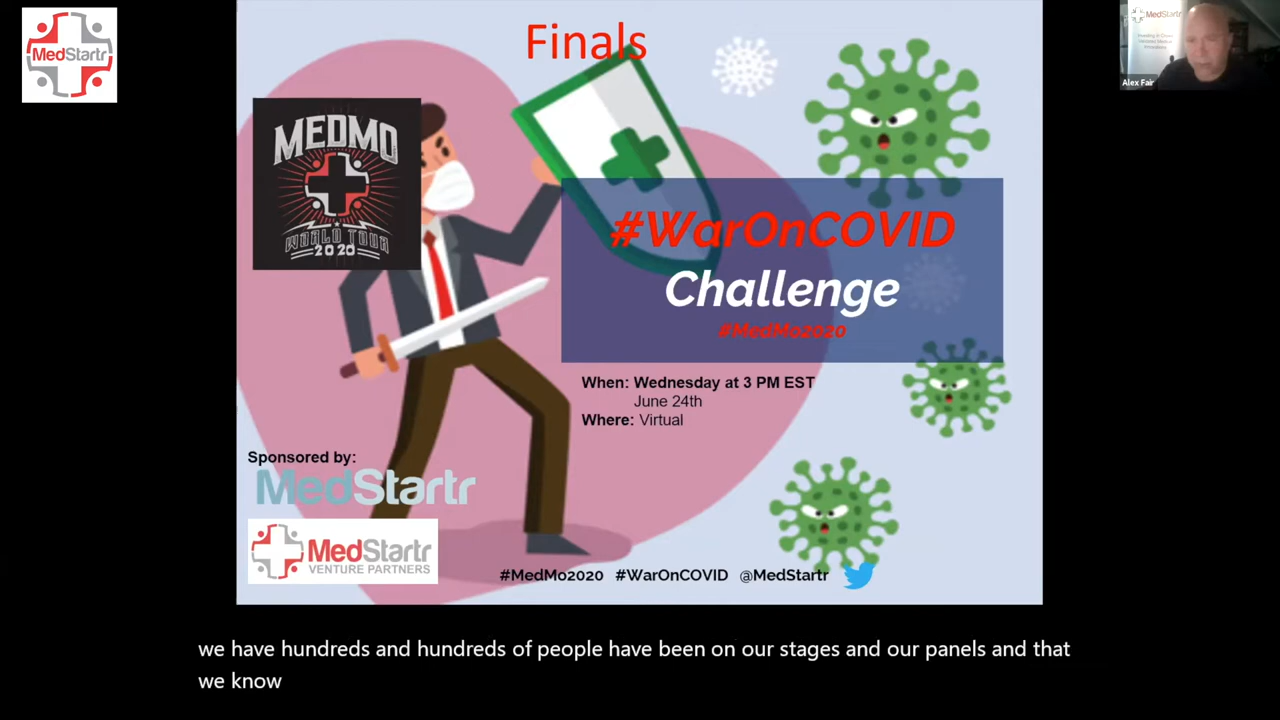 MedStartr
Finals
MedStartr
Alex Fair
MEDMO
WORLD TOUR
2020
#WarOnCOVID
Challenge
#MedMo2020
When: Wednesday at 3 PM EST
June 24th
Where: Virtual
Sponsored by:
MedStartr
MedStartr
VENTURE PARTNERS
#MedMo2020 #WarOnCOVID @MedStartr
we have hundreds and hundreds of people have been on our stages and our panels and that
we know